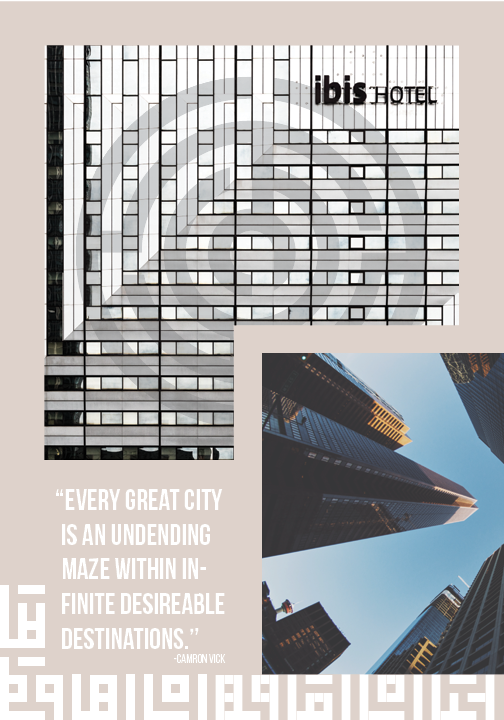 ibis HOTEL
“EVERY GREAT CITY
IS AN UNDENDING
MAZE WITHIN IN-
FINITE DESIREABLE
DESTINATIONS.”
-CAMRON VICK